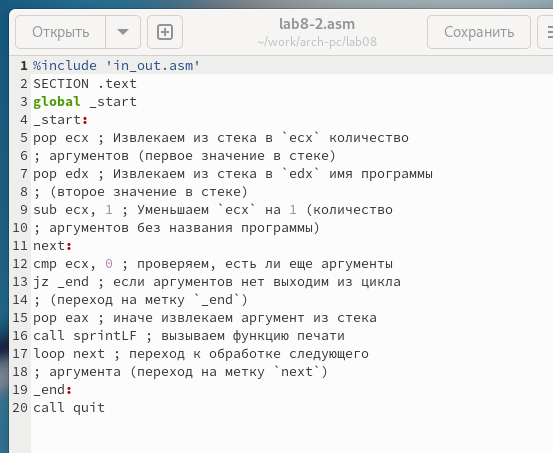 Открыть
lab8-2.asm
~/work/arch-pc/lab08
Сохранить
1 %include 'in_out.asm'
2 SECTION .text
3 global _start
4 _start:
5 pop ecx ; Извлекаем из стека в `ecx` количество
6 ; аргументов (первое значение в стеке)
7 pop edx ; Извлекаем из стека в `edx` имя программы
8 ; (второе значение в стеке)
9 sub ecx, 1 ; Уменьшаем `ecx` на 1 (количество
10 ; аргументов без названия программы)
11 next:
12 cmp ecx, 0 ; проверяем, есть ли еще аргументы
13 jz _end ; если аргументов нет выходим из цикла
14 ; (переход на метку `_end`)
15 pop eax ; иначе извлекаем аргумент из стека
16 call sprintLF ; вызываем функцию печати
17 loop next ; переход к обработке следующего
18 ; аргумента (переход на метку `next`)
19 _end:
20 call quit